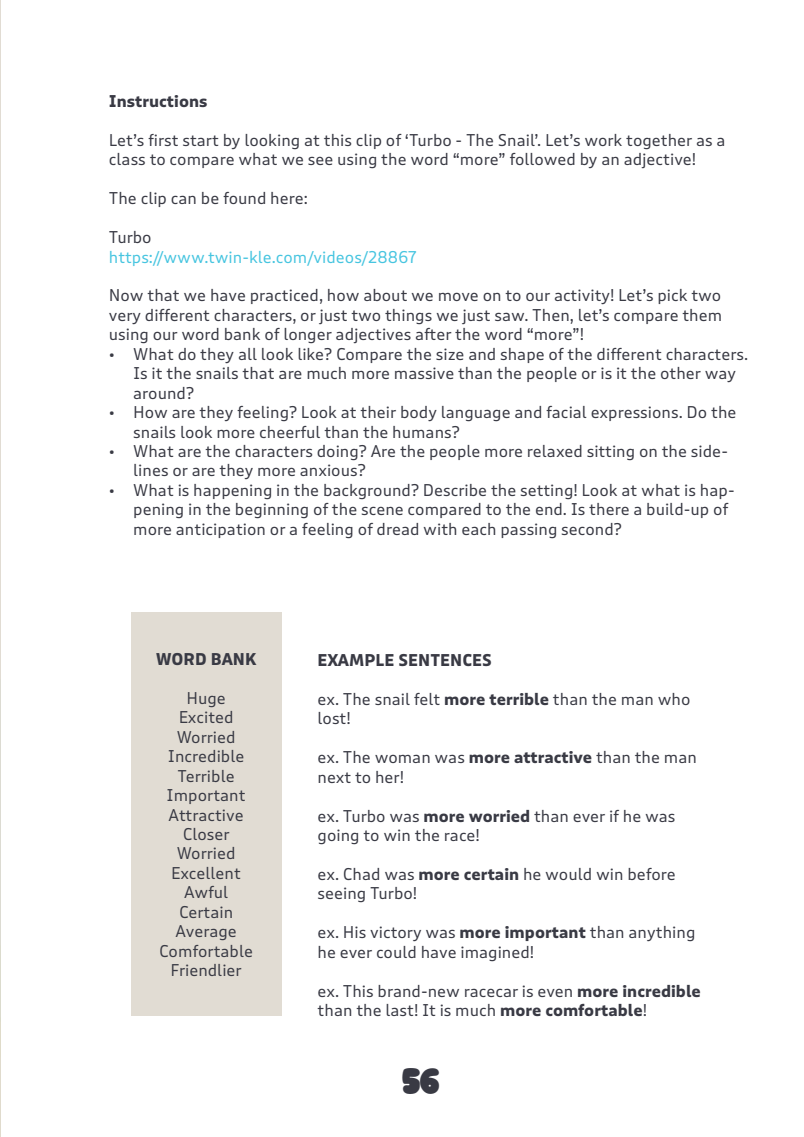 Instructions
Let's first start by looking at this clip of ‘Turbo - The Snail’. Let’s work together as a
class to compare what we see using the word “more” followed by an adjective!
The clip can be found here:
Turbo
https://www.twin-kle.com/videos/28867
Now that we have practiced, how about we move on to our activity! Let’s pick two
very different characters, or just two things we just saw. Then, let’s compare them
using our word bank of longer adjectives after the word “more”!
• What do they all look like? Compare the size and shape of the different characters.
Is it the snails that are much more massive than the people or is it the other way
around?
• How are they feeling? Look at their body language and facial expressions. Do the
snails look more cheerful than the humans?
• What are the characters doing? Are the people more relaxed sitting on the side-
lines or are they more anxious?
• What is happening in the background? Describe the setting! Look at what is hap-
pening in the beginning of the scene compared to the end. Is there a build-up of
more anticipation or a feeling of dread with each passing second?
WORD BANK
Huge
Excited
Worried
Incredible
Terrible
Important
Attractive
Closer
Worried
Excellent
Awful
Certain
Average
Comfortable
Friendlier
EXAMPLE SENTENCES
ex. The snail felt more terrible than the man who
lost!
ex. The woman was more attractive than the man
next to her!
ex. Turbo was more worried than ever if he was
going to win the race!
ex. Chad was more certain he would win before
seeing Turbo!
ex. His victory was more important than anything
he ever could have imagined!
ex. This brand-new racecar is even more incredible
than the last! It is much more comfortable!
56